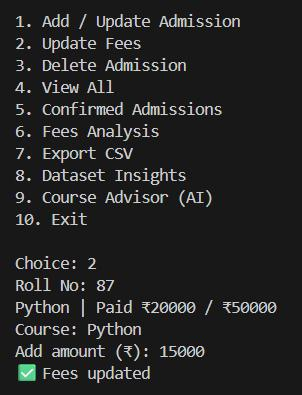 1. Add / Update Admission
2. Update Fees
3. Delete Admission
4. View All
5. Confirmed Admissions
6. Fees Analysis
7. Export CSV
8. Dataset Insights
9. Course Advisor (AI)
10. Exit
Choice: 2
Roll No: 87
Python | Paid ₹20000 / ₹50000
Course: Python
Add amount (₹): 15000
✅ Fees updated